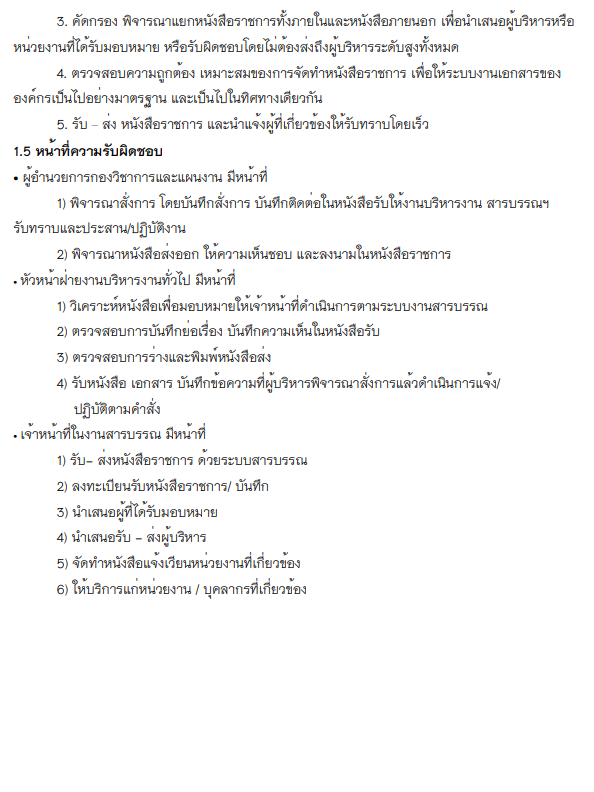 3. คัดกรอง พิจารณาแยกหนังสือราชการทั้งภายในและหนังสือภายนอก เพื่อนำเสนอผู้บริหารหรือ
หน่วยงานที่ได้รับมอบหมาย หรือรับผิดชอบโดยไม่ต้องส่งถึงผู้บริหารระดับสูงทั้งหมด
4. ตรวจสอบความถูกต้อง เหมาะสมของการจัดทำหนังสือราชการ เพื่อให้ระบบงานเอกสารของ
องค์กรเป็นไปอย่างมาตรฐาน และเป็นไปในทิศทางเดียวกัน
5. รับ – ส่ง หนังสือราชการ และนำแจ้งผู้ที่เกี่ยวข้องให้รับทราบโดยเร็ว
1.5 หน้าที่ความรับผิดชอบ
• ผู้อำนวยการกองวิชาการและแผนงาน มีหน้าที่
1) พิจารณาสั่งการ โดยบันทึกสั่งการ บันทึกติดต่อในหนังสือรับให้งานบริหารงาน สารบรรณฯ
รับทราบและประสาน/ปฏิบัติงาน
2) พิจารณาหนังสือส่งออก ให้ความเห็นชอบ และลงนามในหนังสือราชการ
• หัวหน้าฝ่ายงานบริหารงานทั่วไป มีหน้าที่
1) วิเคราะห์หนังสือเพื่อมอบหมายให้เจ้าหน้าที่ดำเนินการตามระบบงานสารบรรณ
2) ตรวจสอบการบันทึกย่อเรื่อง บันทึกความเห็นในหนังสือรับ
3) ตรวจสอบการร่างและพิมพ์หนังสือส่ง
4) รับหนังสือ เอกสาร บันทึกข้อความที่ผู้บริหารพิจารณาสั่งการแล้วดำเนินการแจ้ง/
ปฏิบัติตามคำสั่ง
• เจ้าหน้าที่ในงานสารบรรณ มีหน้าที่
1) รับ– ส่งหนังสือราชการ ด้วยระบบสารบรรณ
2) ลงทะเบียนรับหนังสือราชการ/ บันทึก
3) นำเสนอผู้ที่ได้รับมอบหมาย
4) นำเสนอรับ – ส่งผู้บริหาร
5) จัดทำหนังสือแจ้งเวียนหน่วยงานที่เกี่ยวข้อง
6) ให้บริการแก่หน่วยงาน / บุคลากรที่เกี่ยวข้อง